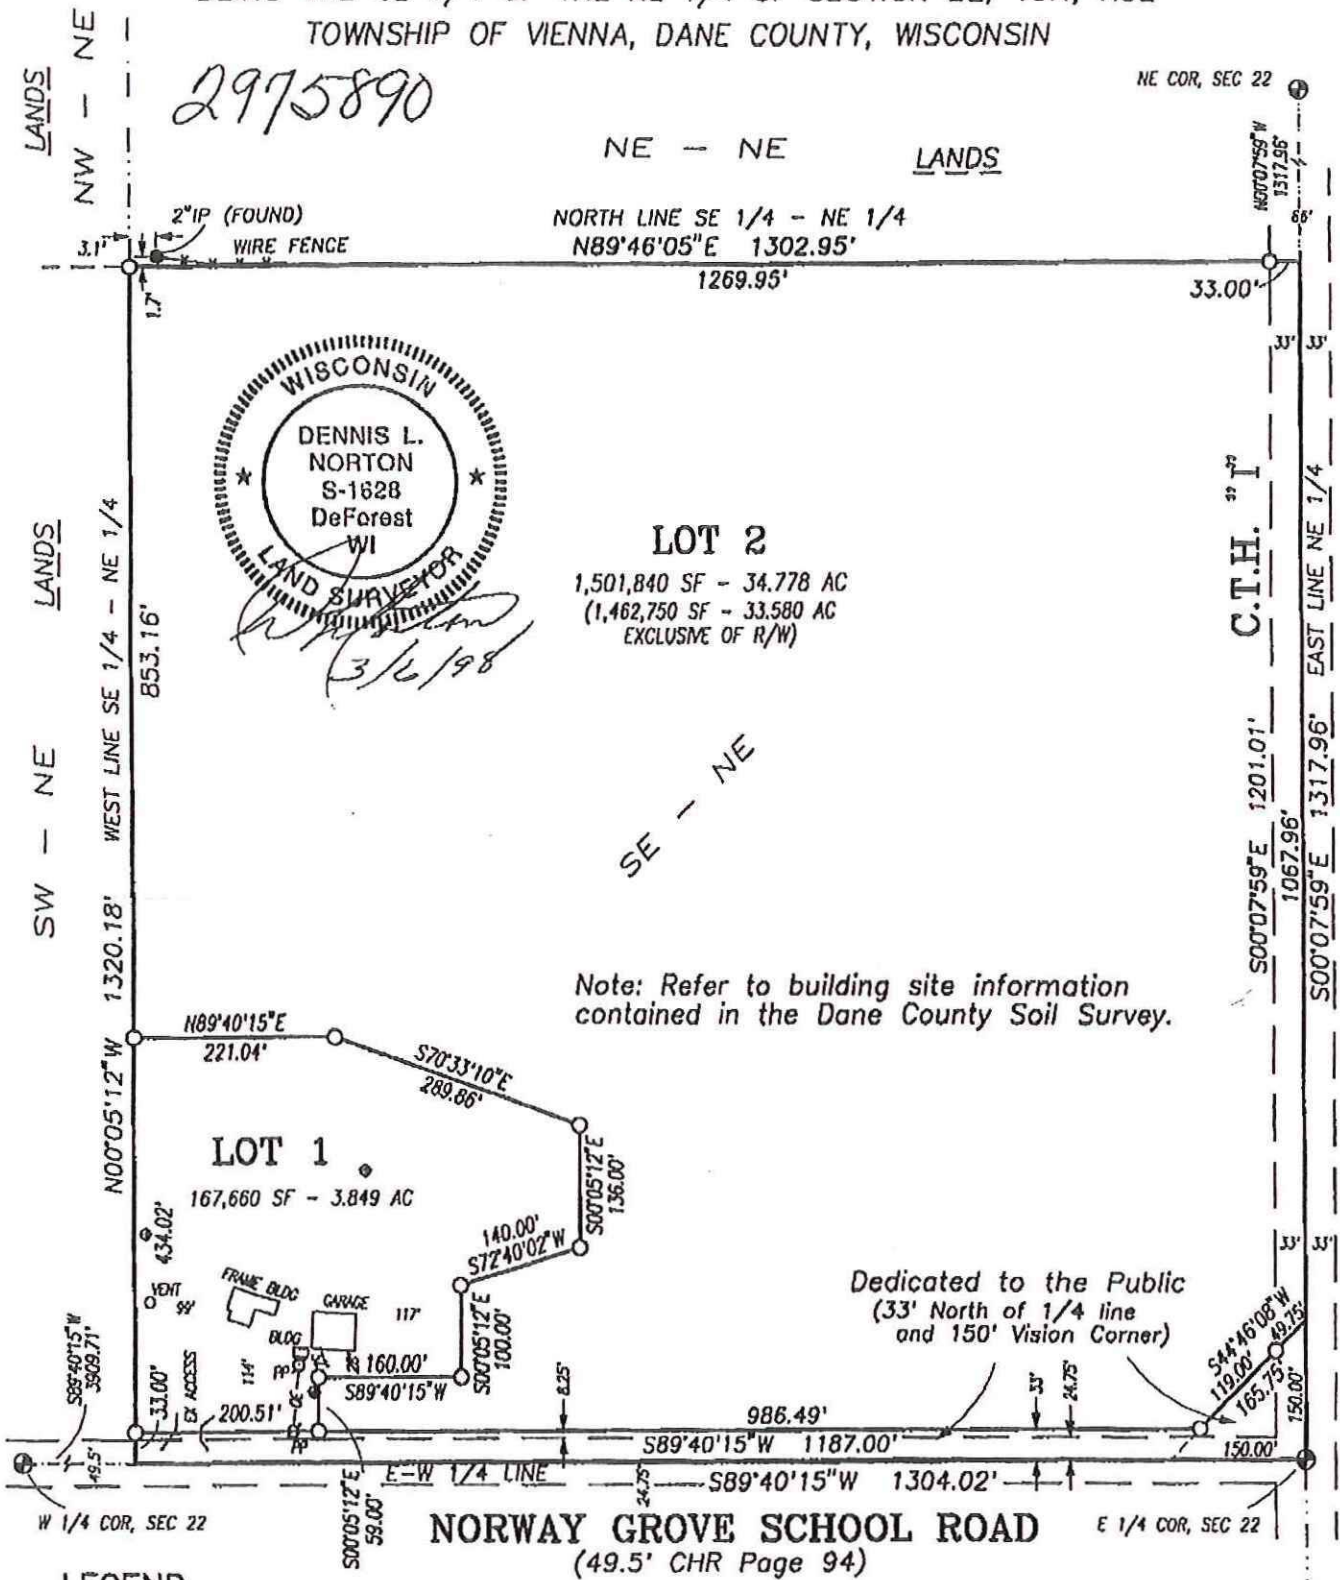 TOWNSHIP OF VIENNA, DANE COUNTY, WISCONSIN
2975890
NE COR, SEC 22
LANDS
NW - NE
NE - NE
LANDS
N00°07'59"W
1317.96'
66'
2"IP (FOUND)
3.1'
WIRE FENCE
1.7'
NORTH LINE SE 1/4 - NE 1/4
N89°46'05"E 1302.95'
1269.95'
33.00'
33'
33'
WISCONSIN
DENNIS L.
NORTON
S-1628
DeForest
WI
LAND SURVEYOR
3/6/98
LANDS
WEST LINE SE 1/4 - NE 1/4
853.16'
LOT 2
1,501,840 SF - 34.778 AC
(1,462,750 SF - 33.580 AC
EXCLUSIVE OF R/W)
C.T.H. "I"
EAST LINE NE 1/4
SW - NE
SE - NE
S00°07'59"E 1201.01'
1067.96'
S00°07'59"E 1317.96'
N00°05'12"W 1320.18'
Note: Refer to building site information
contained in the Dane County Soil Survey.
N89°40'15"E
221.04'
S70°33'10"E
289.86'
LOT 1
167,660 SF - 3.849 AC
S00°05'12"E
136.00'
434.02'
140.00'
S72°40'02"W
VENT
99'
FRAME BLDG
GARAGE
117'
BLDG
PP
OE
28'
114'
160.00'
S89°40'15"W
S00°05'12"E
100.00'
Dedicated to the Public
(33' North of 1/4 line
and 150' Vision Corner)
33'
33'
S44°46'08"W
49.75'
119.00'
165.75'
150.00'
150.00'
S89°40'15"W
3909.71'
33.00'
EX ACCESS
200.51'
PP
8.25'
986.49'
33'
24.75'
S89°40'15"W 1187.00'
49.5'
E-W 1/4 LINE
24.75'
S89°40'15"W 1304.02'
S00°05'12"E
59.00'
W 1/4 COR, SEC 22
NORWAY GROVE SCHOOL ROAD
(49.5' CHR Page 94)
E 1/4 COR, SEC 22